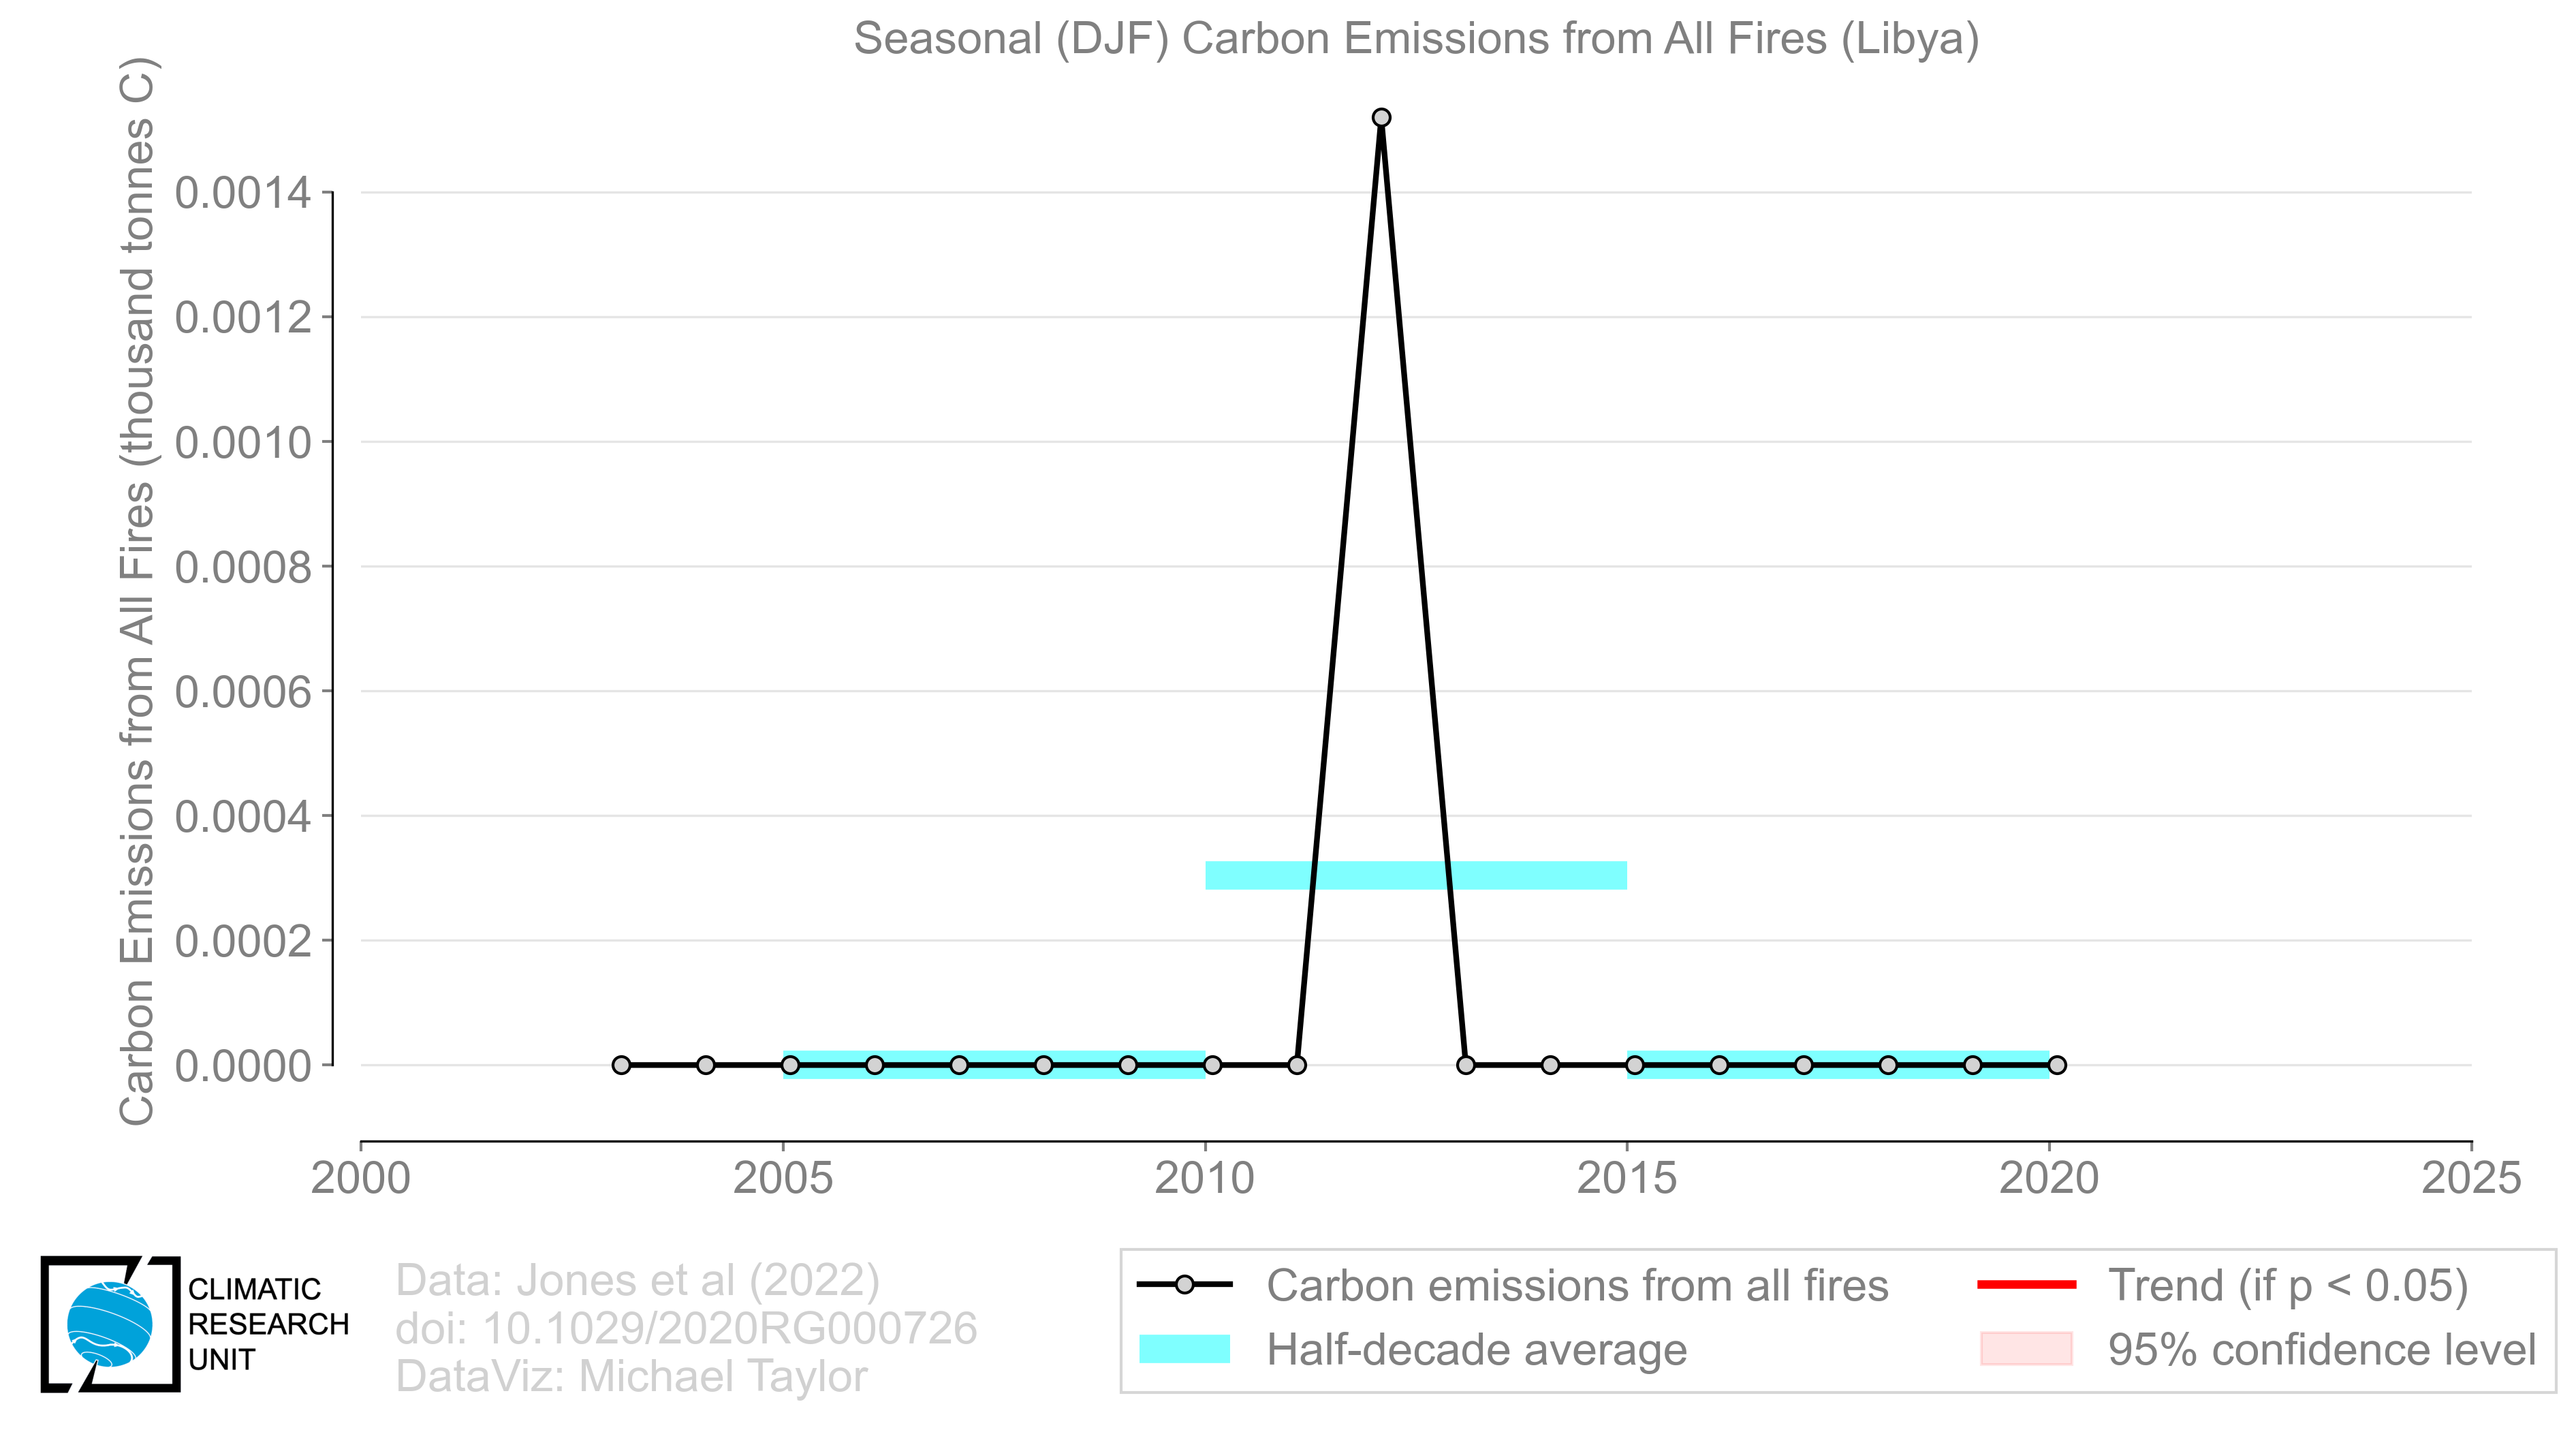 Seasonal (DJF) Carbon Emissions from All Fires (Libya)
Carbon Emissions from All Fires (thousand tonnes C)
0.0014
0.0012
0.0010
0.0008
0.0006
0.0004
0.0002
0.0000
2000 2005 2010 2015 2020 2025
CLIMATIC
RESEARCH
UNIT
Data: Jones et al (2022)
doi: 10.1029/2020RG000726
DataViz: Michael Taylor
Carbon emissions from all fires
Half-decade average
Trend (if p < 0.05)
95% confidence level